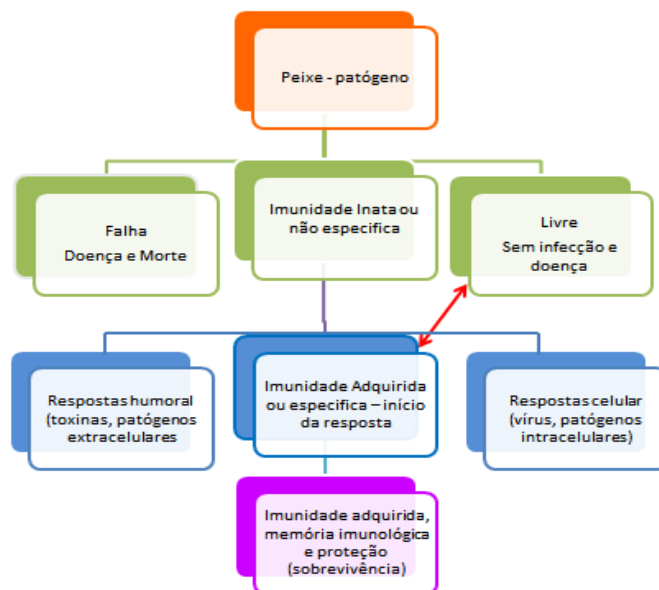 Peixe - patógeno
Falha
Doença e Morte
Imunidade Inata ou
não especifica
Livre
Sem infecção e
doença
Respostas humoral
(toxinas, patógenos
extracelulares
Imunidade Adquirida
ou especifica – início
da resposta
Respostas celular
(vírus, patógenos
intracelulares)
Imunidade adquirida,
memória imunológica
e proteção
(sobrevivência)